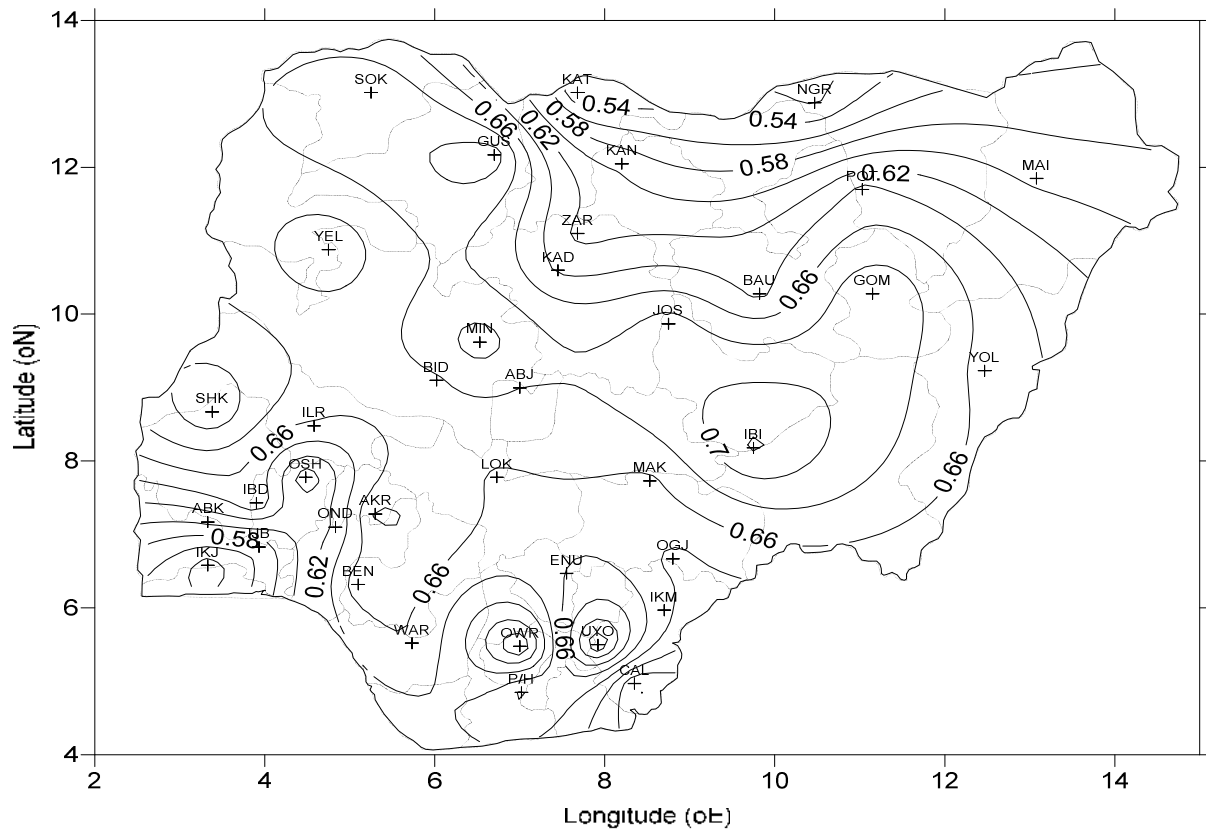 14
SOK
KAT
NGR
0.54
0.54
0.66
0.62
0.58
GUS
KAN
0.58
12
POT
0.62
MAI
ZAR
YEL
KAD
BAU
0.66
GOM
10
JOS
MIN
BID
ABJ
YOL
SHK
ILR
0.66
0.7
IBI
8
OSH
LOK
MAK
0.66
IBD
ABK
AKR
OND
0.58
0.66
IKJ
OGJ
ENU
0.62
BEN
0.66
IKM
6
WAR
OWR
0.66
UYO
P/H
CAL
4
2
4
6
8
10
12
14
Latitude (oN)
Longitude (oE)